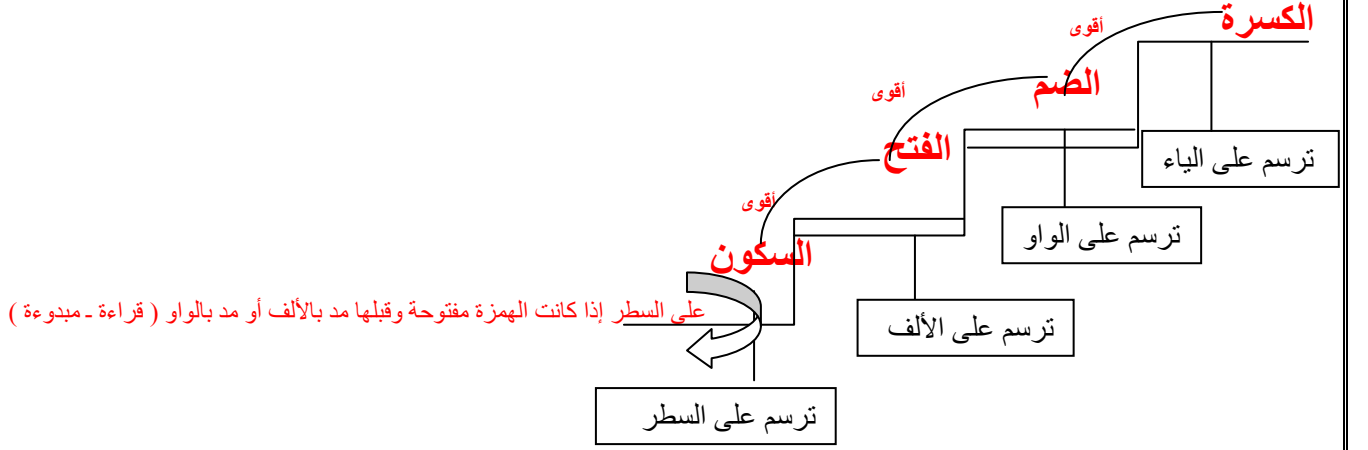 الكسرة
أقوى
الضم
أقوى
ترسم على الياء
الفتح
أقوى
ترسم على الواو
السكون
على السطر إذا كانت الهمزة مفتوحة وقبلها مد بالألف أو مد بالواو ( قراءة ـ مبدوءة )
ترسم على الألف
ترسم على السطر